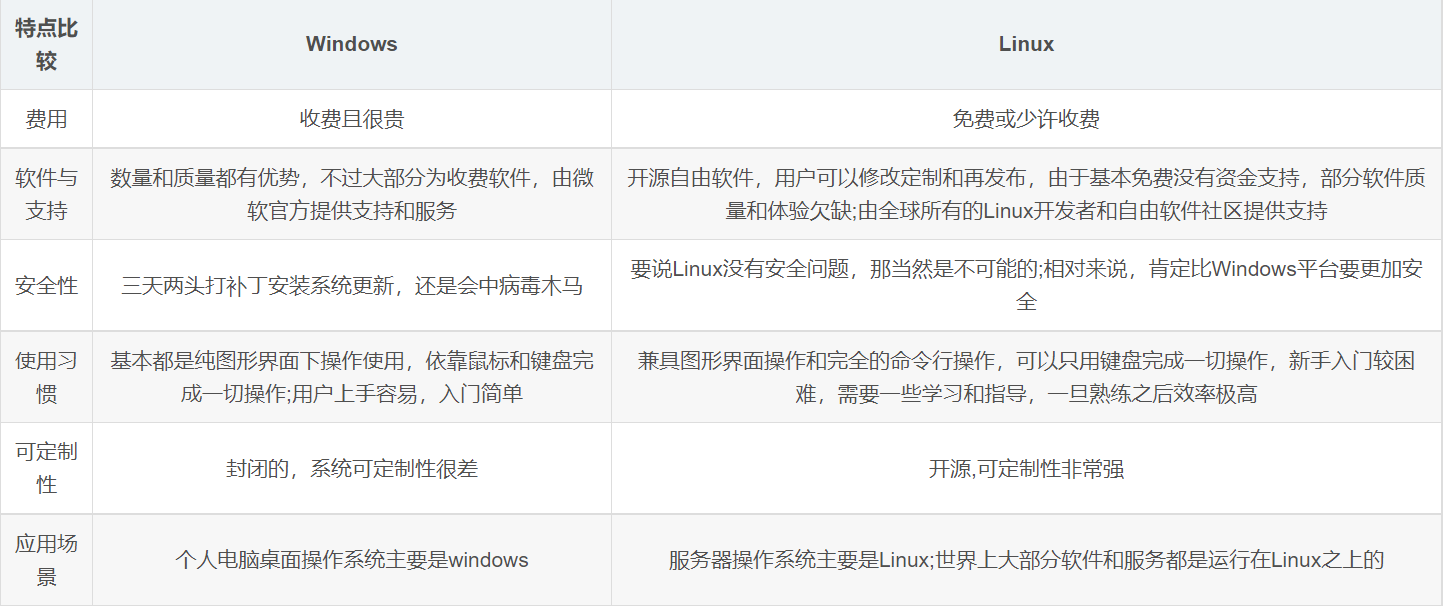 特点比
较
Windows
Linux
费用
收费且很贵
免费或少许收费
软件与
支持
数量和质量都有优势，不过大部分为收费软件，由微
软官方提供支持和服务
开源自由软件，用户可以修改定制和再发布，由于基本免费没有资金支持，部分软件质
量和体验欠缺;由全球所有的Linux开发者和自由软件社区提供支持
安全性
三天两头打补丁安装系统更新，还是会中病毒木马
要说Linux没有安全问题，那当然是不可能的;相对来说，肯定比Windows平台要更加安
全
使用习
惯
基本都是纯图形界面下操作使用，依靠鼠标和键盘完
成一切操作;用户上手容易，入门简单
兼具图形界面操作和完全的命令行操作，可以只用键盘完成一切操作，新手入门较困
难，需要一些学习和指导，一旦熟练之后效率极高
可定制
性
封闭的，系统可定制性很差
开源,可定制性非常强
应用场
景
个人电脑桌面操作系统主要是windows
服务器操作系统主要是Linux;世界上大部分软件和服务都是运行在Linux之上的